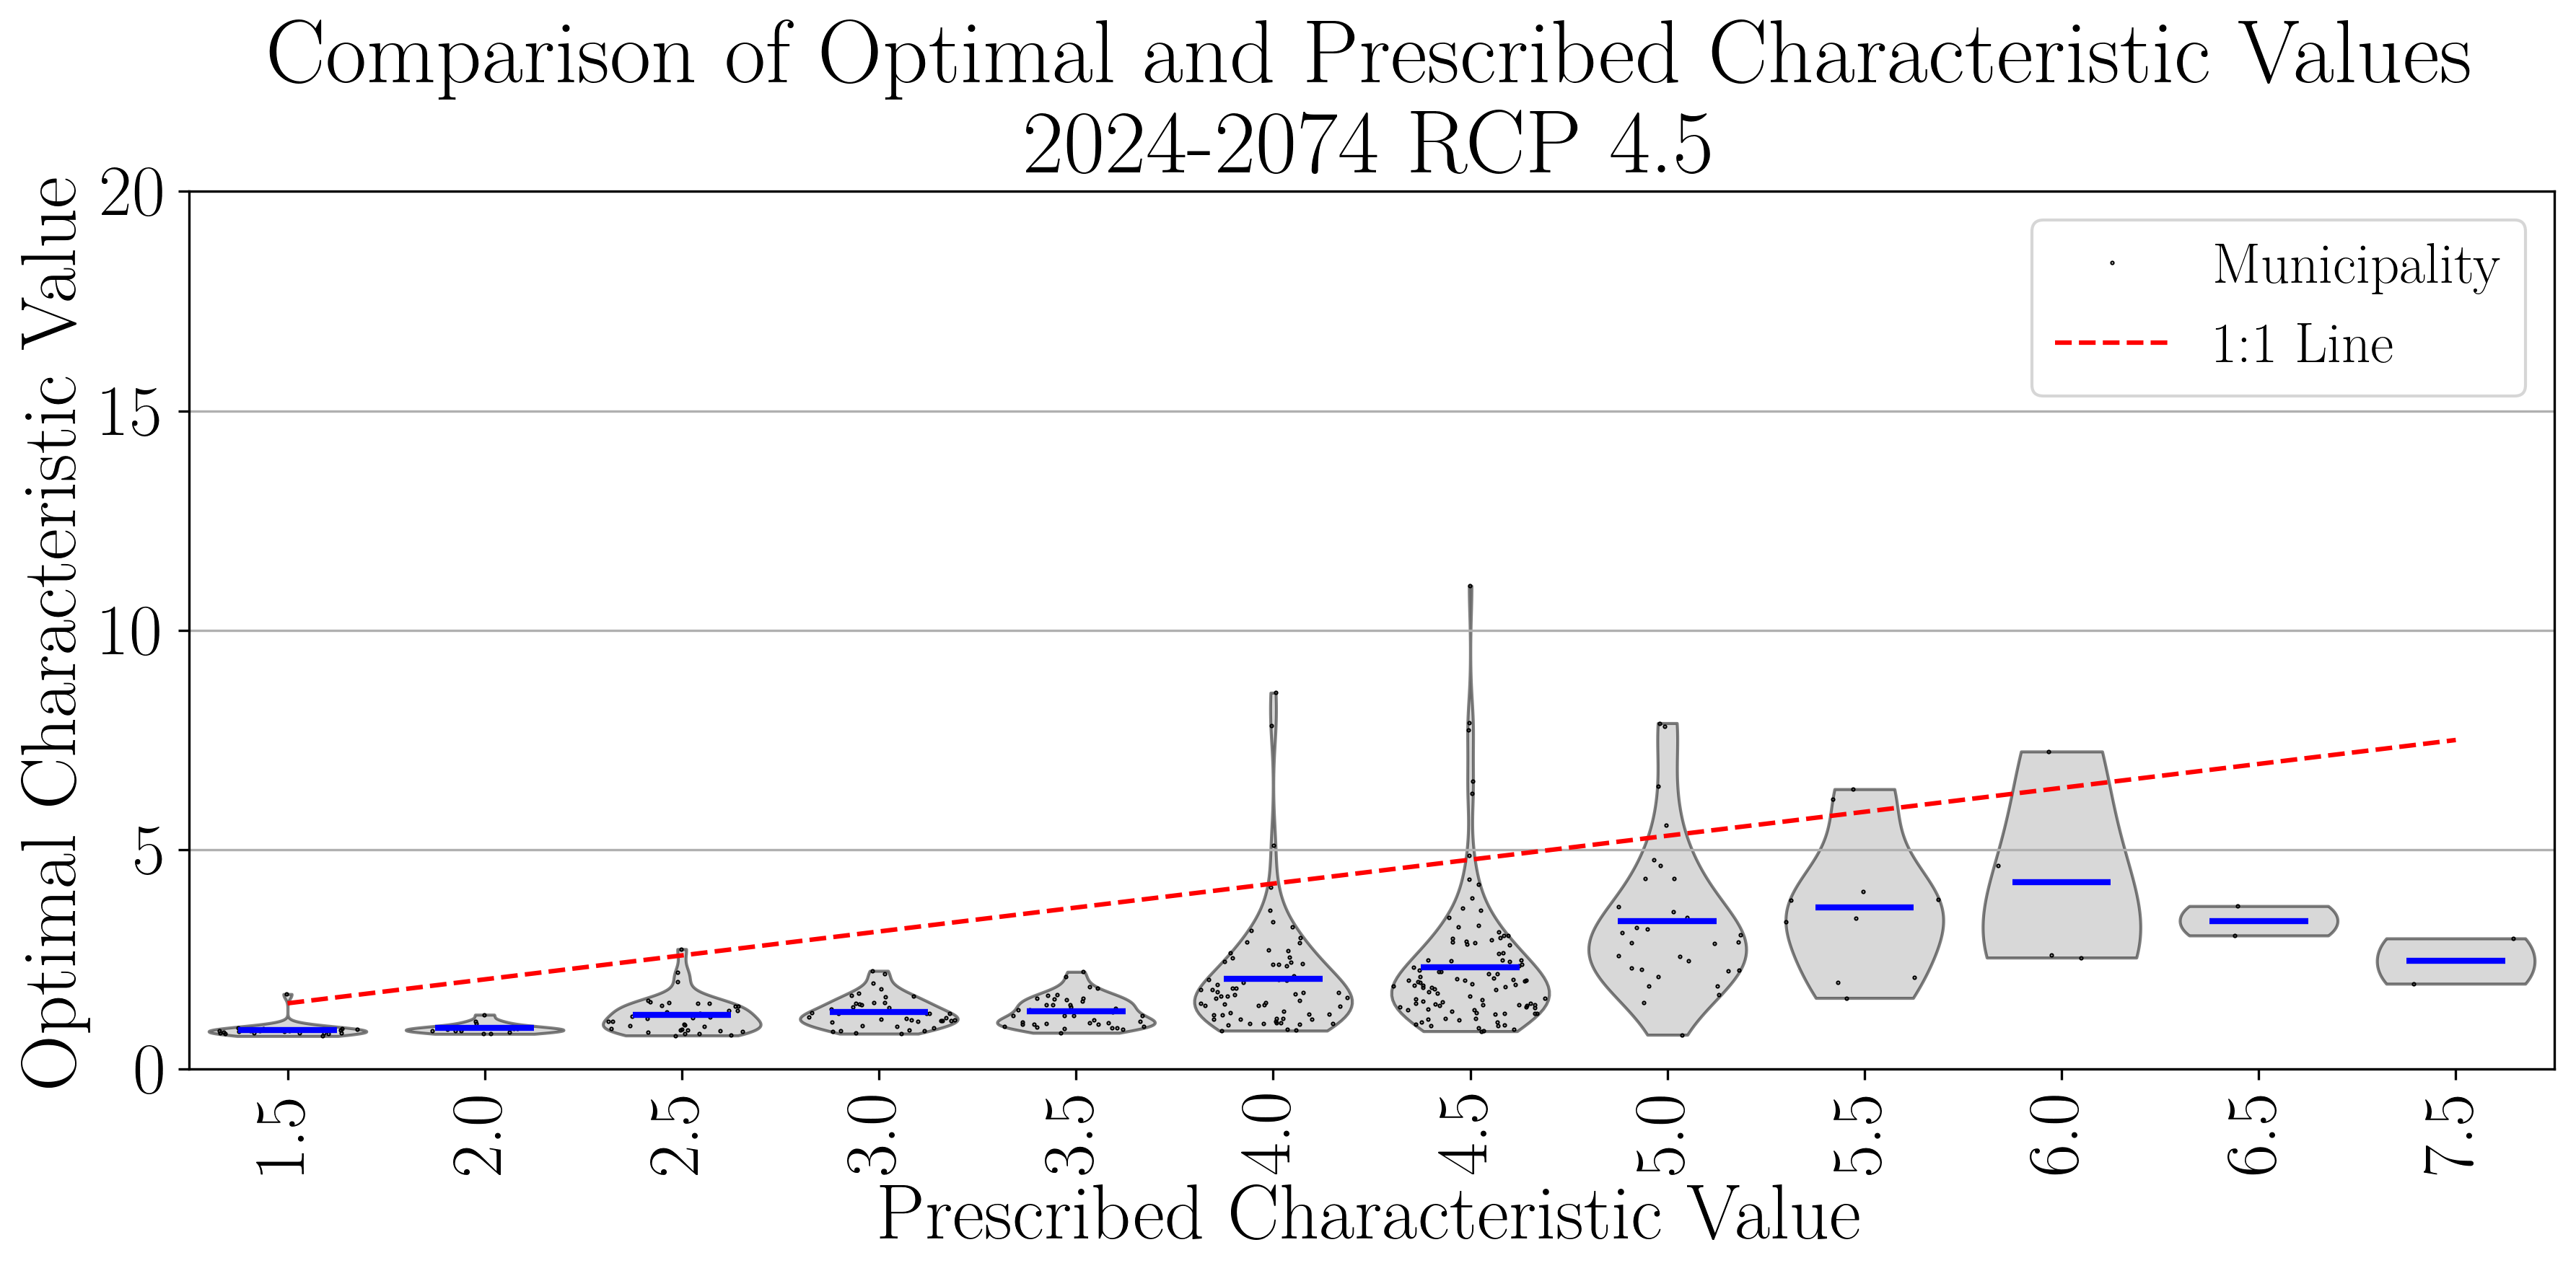 Comparison of Optimal and Prescribed Characteristic Values
2024-2074 RCP 4.5
Optimal Characteristic Value
20
15
10
5
0
Municipality
1:1 Line
1.5
2.0
2.5
3.0
3.5
4.0
4.5
5.0
5.5
6.0
6.5
7.5
Prescribed Characteristic Value